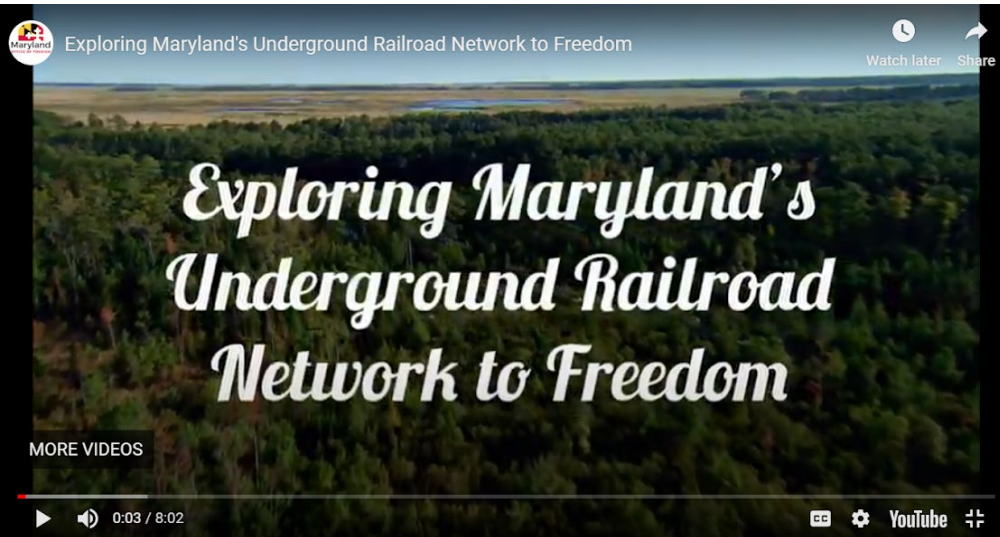 Maryland
Exploring Maryland's Underground Railroad Network to Freedom
Watch later
Share
Exploring Maryland's
Underground Railroad
Network to Freedom
MORE VIDEOS
0:03 / 8:02
CC
YouTube